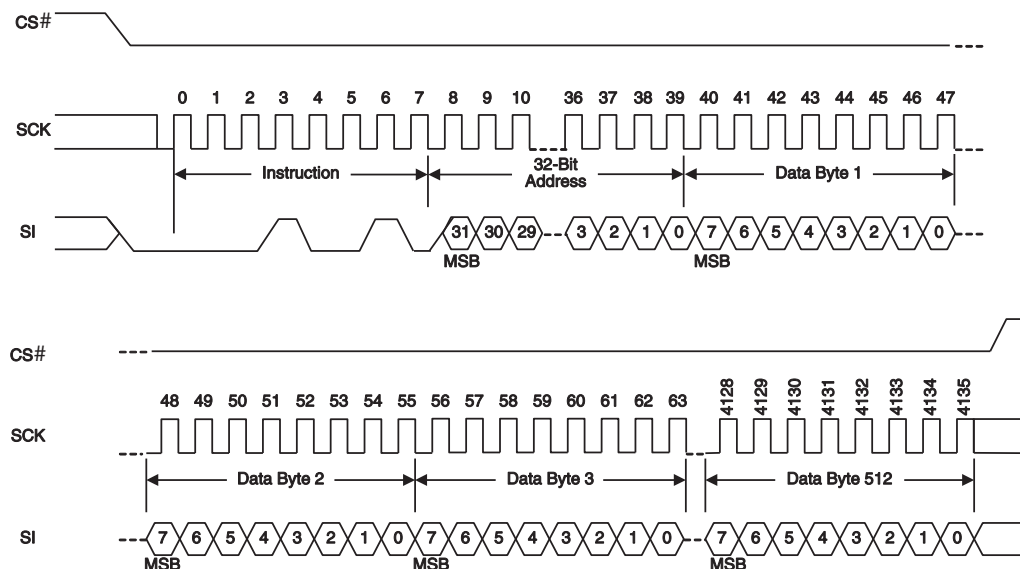 CS#
0 1 2 3 4 5 6 7 8 9 10 36 37 38 39 40 41 42 43 44 45 46 47
SCK
Instruction
32-Bit
Address
Data Byte 1
SI
31 30 29 3 2 1 0 7 6 5 4 3 2 1 0
MSB MSB
CS#
48 49 50 51 52 53 54 55 56 57 58 59 60 61 62 63 4128 4129 4130 4131 4132 4133 4134 4135
SCK
Data Byte 2 Data Byte 3 Data Byte 512
SI
7 6 5 4 3 2 1 0 7 6 5 4 3 2 1 0 7 6 5 4 3 2 1 0
MSB MSB MSB